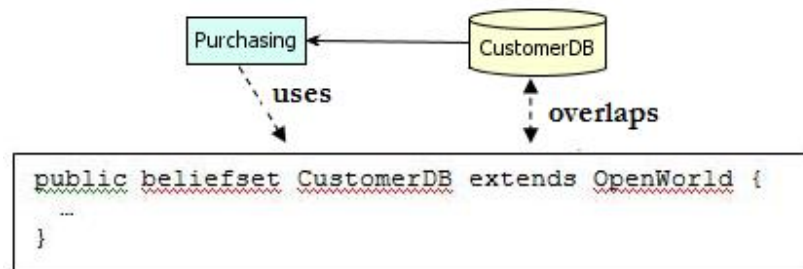 Purchasing
CustomerDB
uses
overlaps
public beliefset CustomerDB extends OpenWorld {
…
}